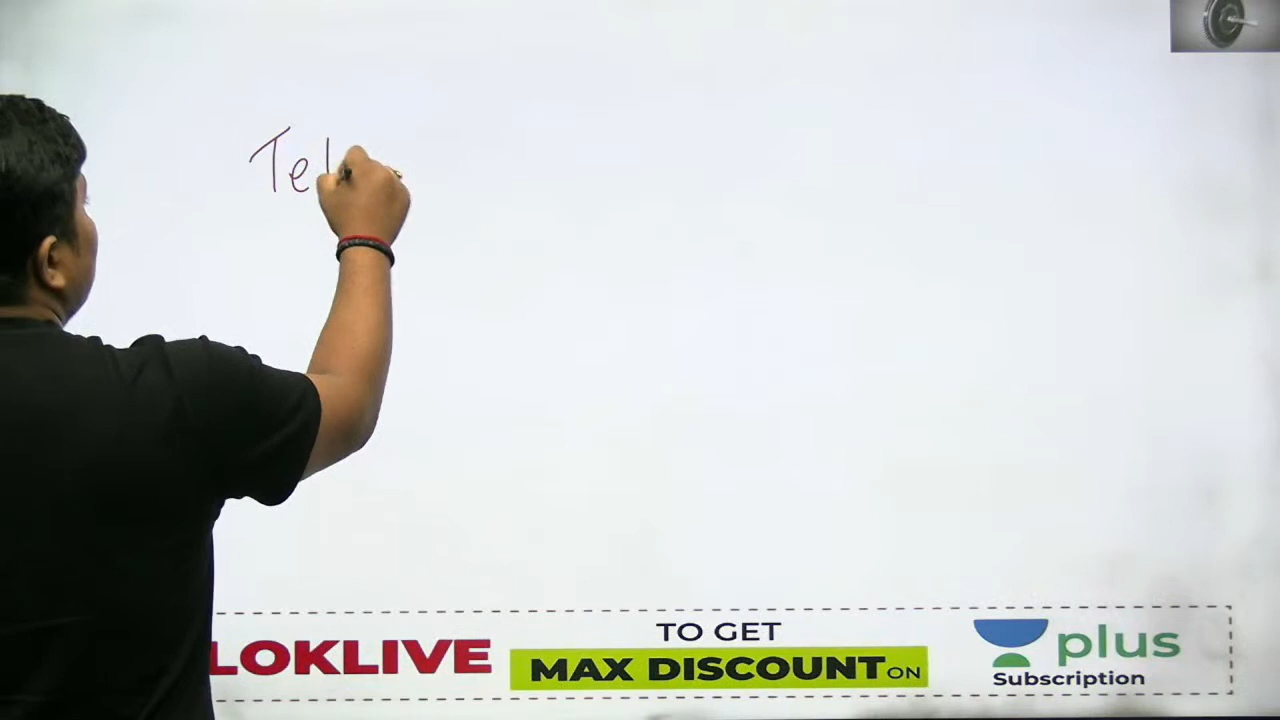 Tel
LOKLIVE
TO GET
MAX DISCOUNT ON
plus
Subscription